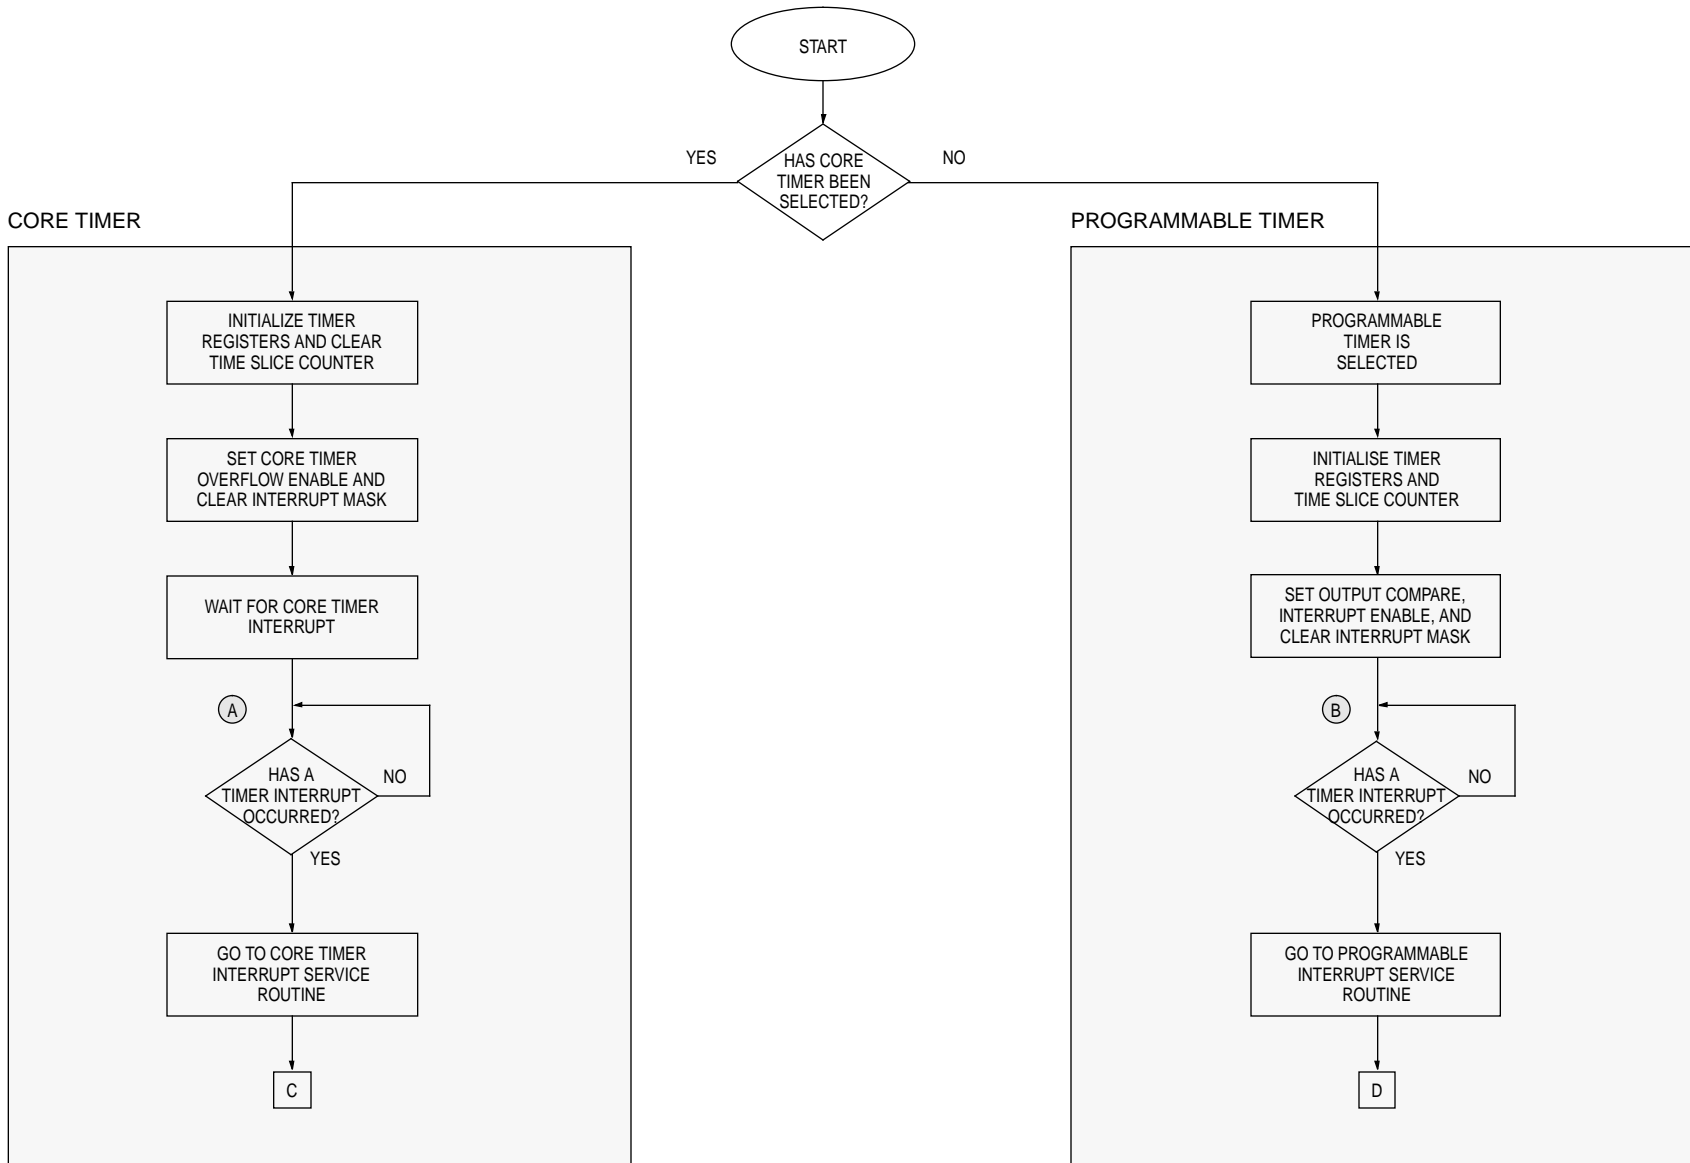 START
YES
HAS CORE
TIMER BEEN
SELECTED?
NO
CORE TIMER
INITIALIZE TIMER
REGISTERS AND CLEAR
TIME SLICE COUNTER
SET CORE TIMER
OVERFLOW ENABLE AND
CLEAR INTERRUPT MASK
WAIT FOR CORE TIMER
INTERRUPT
A
HAS A
TIMER INTERRUPT
OCCURRED?
NO
YES
GO TO CORE TIMER
INTERRUPT SERVICE
ROUTINE
C
PROGRAMMABLE TIMER
PROGRAMMABLE
TIMER IS
SELECTED
INITIALISE TIMER
REGISTERS AND
TIME SLICE COUNTER
SET OUTPUT COMPARE,
INTERRUPT ENABLE, AND
CLEAR INTERRUPT MASK
B
HAS A
TIMER INTERRUPT
OCCURRED?
NO
YES
GO TO PROGRAMMABLE
INTERRUPT SERVICE
ROUTINE
D